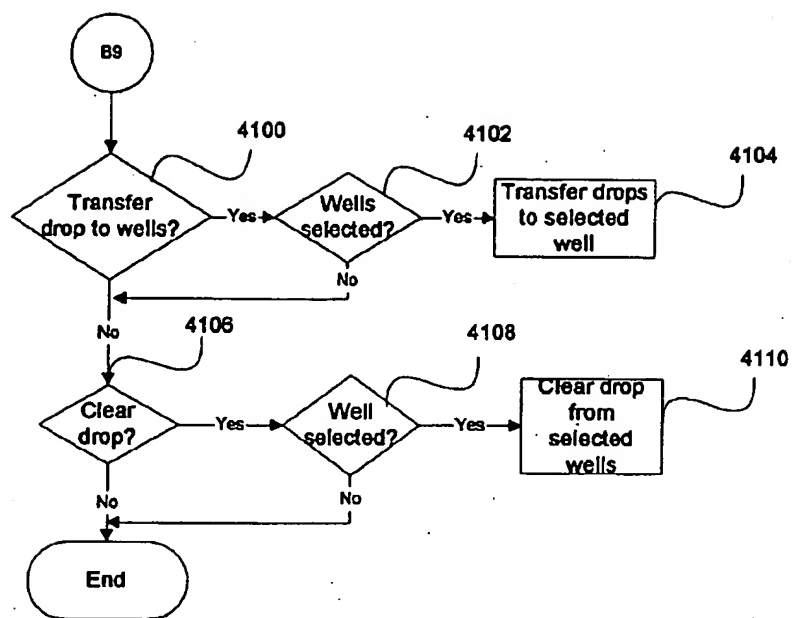 B9
4100
4102
4104
Transfer
drop to wells?
Yes
Wells
selected?
Yes
Transfer drops
to selected
well
No
No
4106
4108
4110
Clear
drop?
Yes
Well
selected?
Yes
Clear drop
from
selected
wells
No
No
End